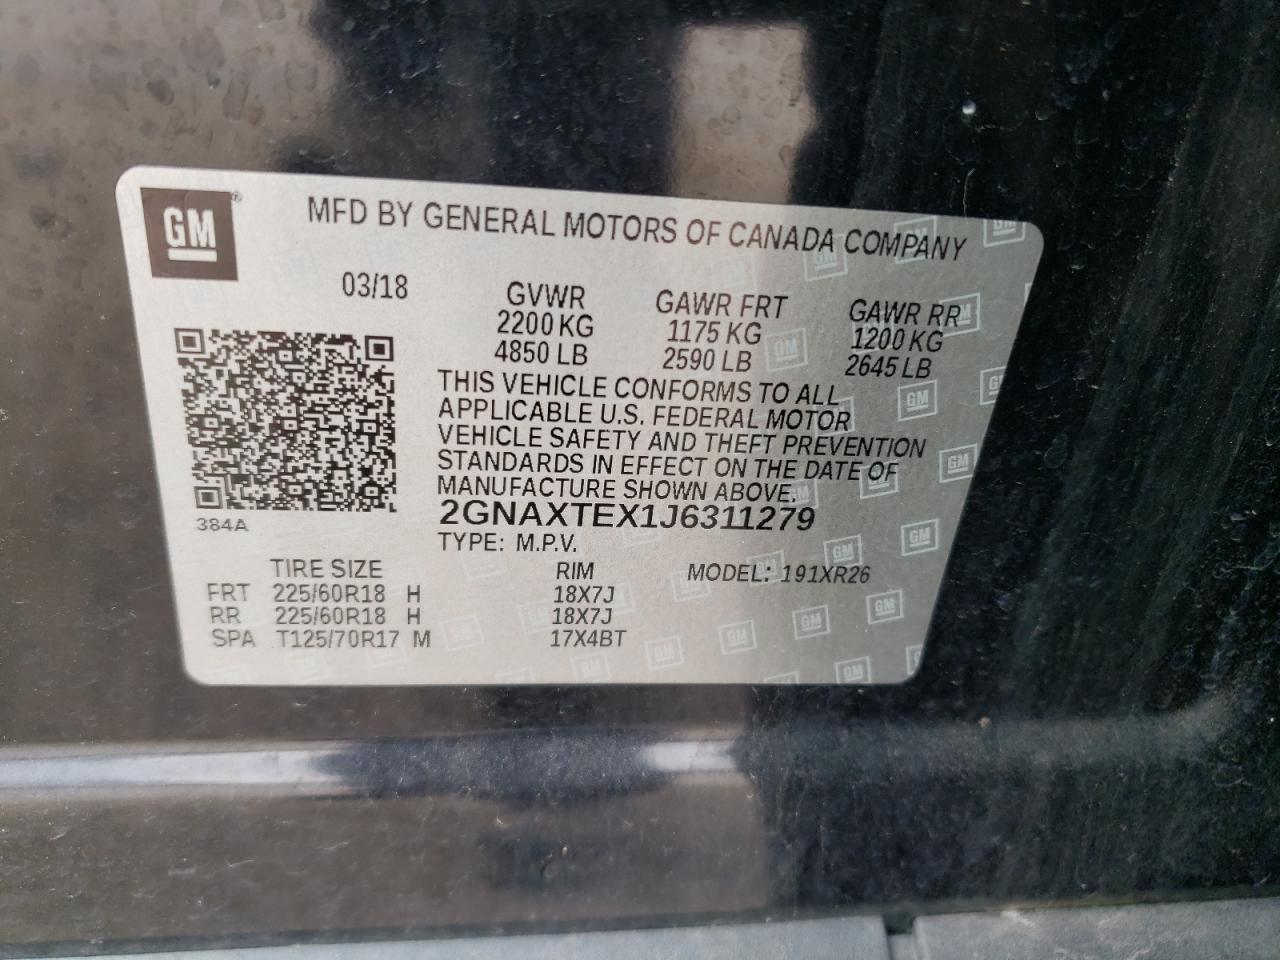 GM ®
MFD BY GENERAL MOTORS OF CANADA COMPANY
03/18
GVWR GAWR FRT GAWR RR
2200 KG 1175 KG 1200 KG
4850 LB 2590 LB 2645 LB
THIS VEHICLE CONFORMS TO ALL
APPLICABLE U.S. FEDERAL MOTOR
VEHICLE SAFETY AND THEFT PREVENTION
STANDARDS IN EFFECT ON THE DATE OF
MANUFACTURE SHOWN ABOVE.
2GNAXTEX1J6311279
384A
TYPE: M.P.V.
TIRE SIZE RIM MODEL: 191XR26
FRT 225/60R18 H 18X7J
RR 225/60R18 H 18X7J
SPA T125/70R17 M 17X4BT